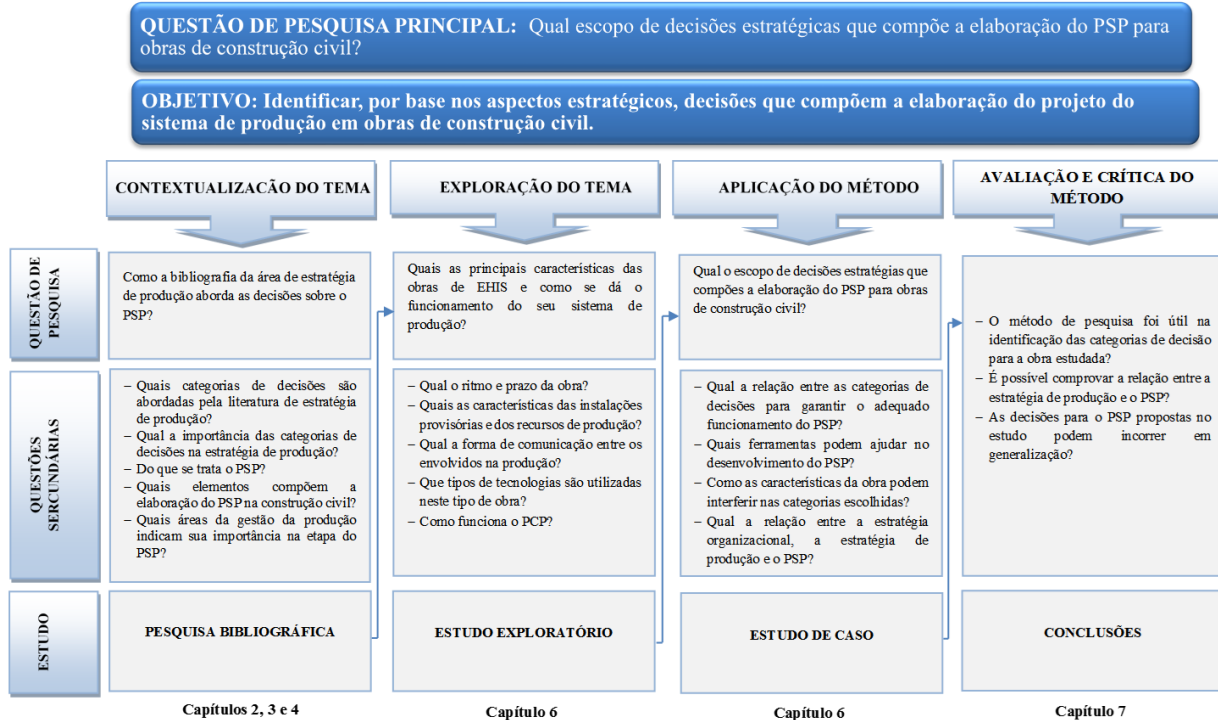 QUESTÃO DE PESQUISA PRINCIPAL: Qual escopo de decisões estratégicas que compõe a elaboração do PSP para
obras de construção civil?
OBJETIVO: Identificar, por base nos aspectos estratégicos, decisões que compõem a elaboração do projeto do
sistema de produção em obras de construção civil.
CONTEXTUALIZACÃO DO TEMA
EXPLORAÇÃO DO TEMA
APLICAÇÃO DO MÉTODO
AVALIAÇÃO E CRÍTICA DO
MÉTODO
QUESTÃO DE
PESQUISA
Como a bibliografia da área de estratégia
de produção aborda as decisões sobre o
PSP?
Quais as principais características das
obras de EHIS e como se dá o
funcionamento do seu sistema de
produção?
Qual o escopo de decisões estratégias que
compões a elaboração do PSP para obras
de construção civil?
– O método de pesquisa foi útil na
identificação das categorias de decisão
para a obra estudada?
– É possível comprovar a relação entre a
estratégia de produção e o PSP?
– As decisões para o PSP propostas no
estudo podem incorrer em
generalização?
QUESTÕES
SERCUNDÁRIAS
– Quais categorias de decisões são
abordadas pela literatura de estratégia
de produção?
– Qual a importância das categorias de
decisões na estratégia de produção?
– Do que se trata o PSP?
– Quais elementos compõem a
elaboração do PSP na construção civil?
– Quais áreas da gestão da produção
indicam sua importância na etapa do
PSP?
– Qual o ritmo e prazo da obra?
– Quais as características das instalações
provisórias e dos recursos de produção?
– Qual a forma de comunicação entre os
envolvidos na produção?
– Que tipos de tecnologias são utilizadas
neste tipo de obra?
– Como funciona o PCP?
– Qual a relação entre as categorias de
decisões para garantir o adequado
funcionamento do PSP?
– Quais ferramentas podem ajudar no
desenvolvimento do PSP?
– Como as características da obra podem
interferir nas categorias escolhidas?
– Qual a relação entre a estratégia
organizacional, a estratégia de
produção e o PSP?
ESTUDO
PESQUISA BIBLIOGRÁFICA
ESTUDO EXPLORATÓRIO
ESTUDO DE CASO
CONCLUSÕES
Capítulos 2, 3 e 4
Capítulo 6
Capítulo 6
Capítulo 7